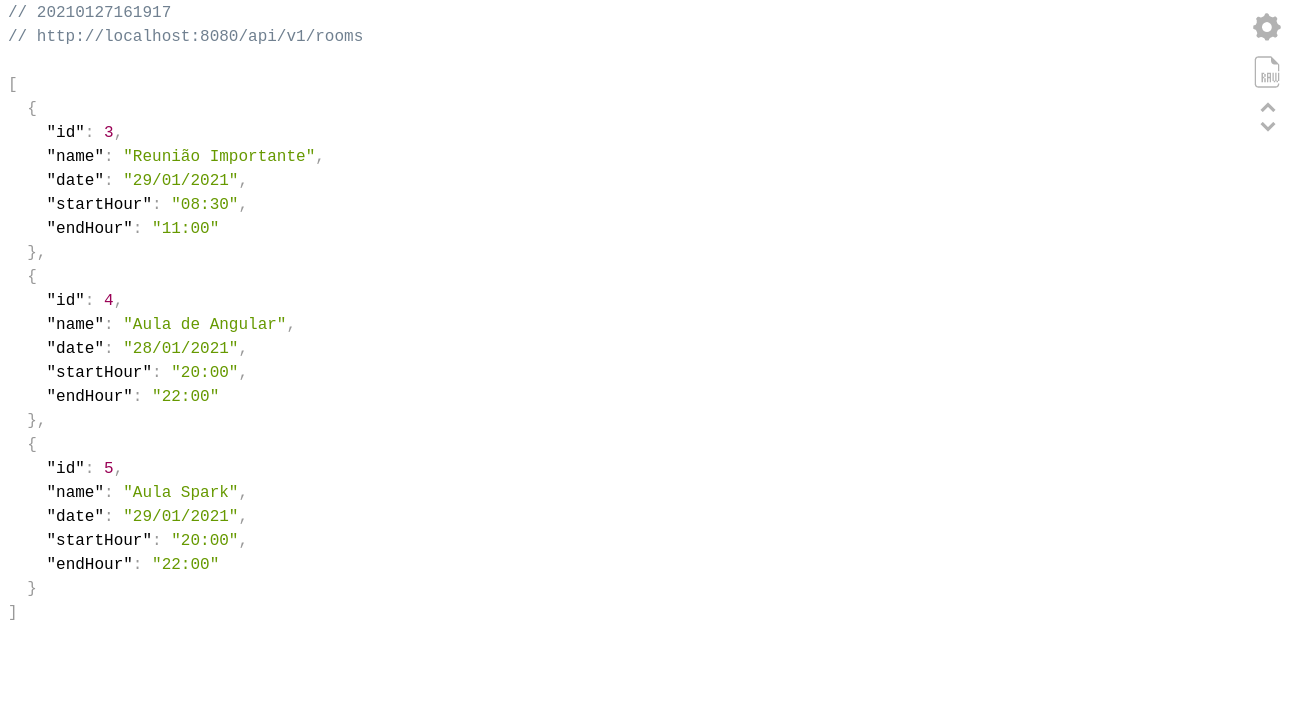 // 20210127161917
// http://localhost:8080/api/v1/rooms

[
  {
    "id": 3,
    "name": "Reunião Importante",
    "date": "29/01/2021",
    "startHour": "08:30",
    "endHour": "11:00"
  },
  {
    "id": 4,
    "name": "Aula de Angular",
    "date": "28/01/2021",
    "startHour": "20:00",
    "endHour": "22:00"
  },
  {
    "id": 5,
    "name": "Aula Spark",
    "date": "29/01/2021",
    "startHour": "20:00",
    "endHour": "22:00"
  }
]
RAW